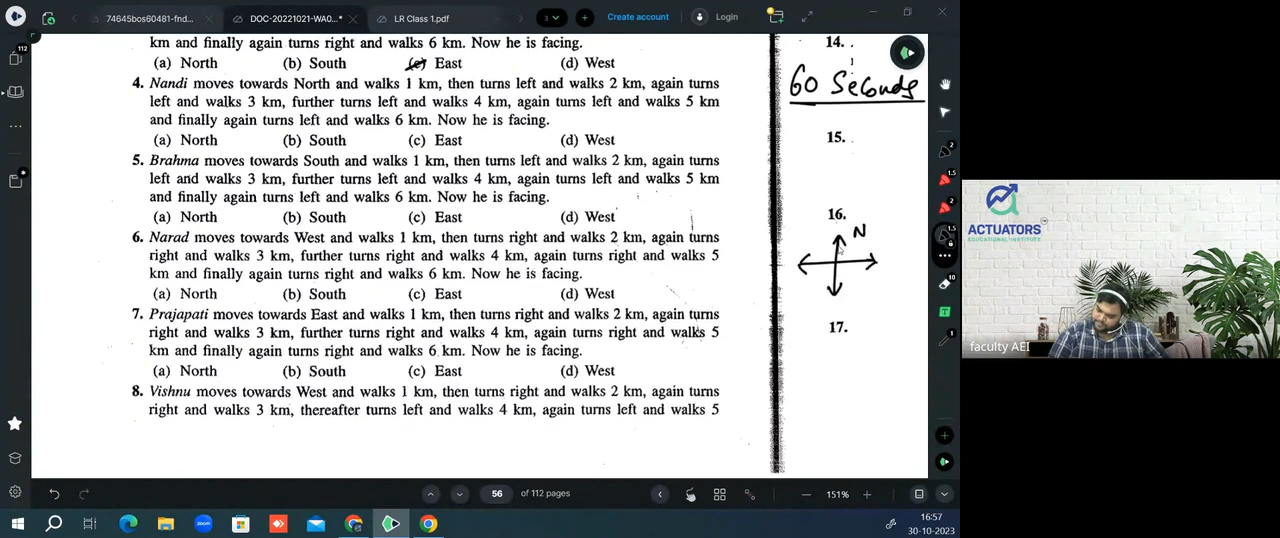 74645bos60481-fnd...
DOC-20221021-WA0...*
LR Class 1.pdf
3
Create account
Login
112
km and finally again turns right and walks 6 km. Now he is facing.
(a) North (b) South (c) East (d) West
4. Nandi moves towards North and walks 1 km, then turns left and walks 2 km, again turns
left and walks 3 km, further turns left and walks 4 km, again turns left and walks 5 km
and finally again turns left and walks 6 km. Now he is facing.
(a) North (b) South (c) East (d) West
5. Brahma moves towards South and walks 1 km, then turns left and walks 2 km, again turns
left and walks 3 km, further turns left and walks 4 km, again turns left and walks 5 km
and finally again turns left and walks 6 km. Now he is facing.
(a) North (b) South (c) East (d) West
6. Narad moves towards West and walks 1 km, then turns right and walks 2 km, again turns
right and walks 3 km, further turns right and walks 4 km, again turns right and walks 5
km and finally again turns right and walks 6 km. Now he is facing.
(a) North (b) South (c) East (d) West
7. Prajapati moves towards East and walks 1 km, then turns right and walks 2 km, again turns
right and walks 3 km, further turns right and walks 4 km, again turns right and walks 5
km and finally again turns right and walks 6 km. Now he is facing.
(a) North (b) South (c) East (d) West
8. Vishnu moves towards West and walks 1 km, then turns right and walks 2 km, again turns
right and walks 3 km, thereafter turns left and walks 4 km, again turns left and walks 5
14.
60 Seconds
15.
16.
N
17.
2
1.5
2
1.5
10
T
1
ACTUATORS
EDUCATIONAL INSTITUTE
faculty AEI
56 of 112 pages
151%
zoom
16:57
30-10-2023